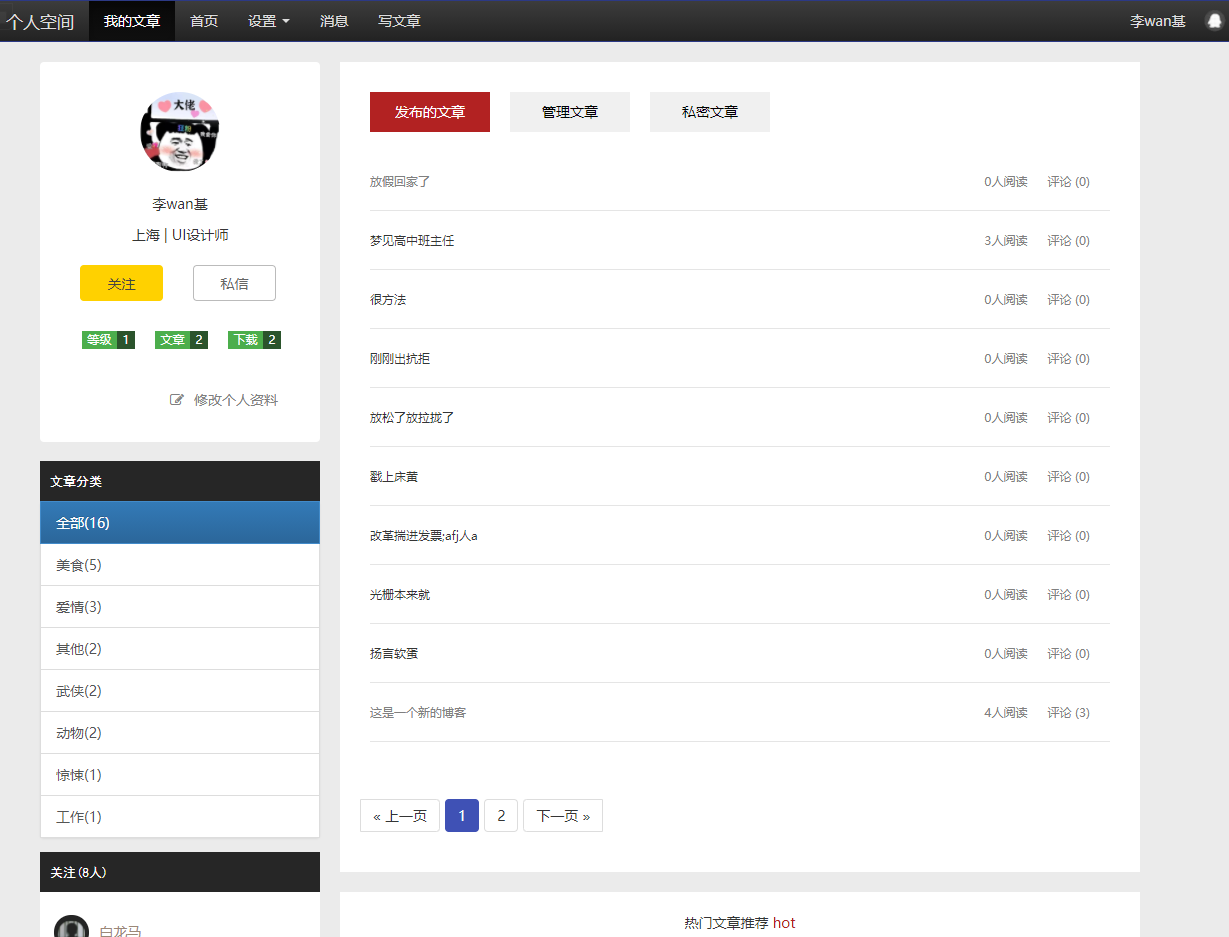 个人空间 我的文章 首页 设置 消息 写文章 李wan基
大佬
李wan基
上海 | UI设计师
关注 私信
等级 1 文章 2 下载 2
修改个人资料
文章分类
全部(16)
美食(5)
爱情(3)
其他(2)
武侠(2)
动物(2)
惊悚(1)
工作(1)
关注(8人)
白龙马
发布的文章 管理文章 私密文章
放假回家了 0人阅读 评论 (0)
梦见高中班主任 3人阅读 评论 (0)
很方法 0人阅读 评论 (0)
刚刚出抗拒 0人阅读 评论 (0)
放松了放拉拢了 0人阅读 评论 (0)
戳上床黄 0人阅读 评论 (0)
改革揣进发票;afj人a 0人阅读 评论 (0)
光栅本来就 0人阅读 评论 (0)
扬言软蛋 0人阅读 评论 (0)
这是一个新的博客 4人阅读 评论 (3)
« 上一页 1 2 下一页 »
热门文章推荐 hot